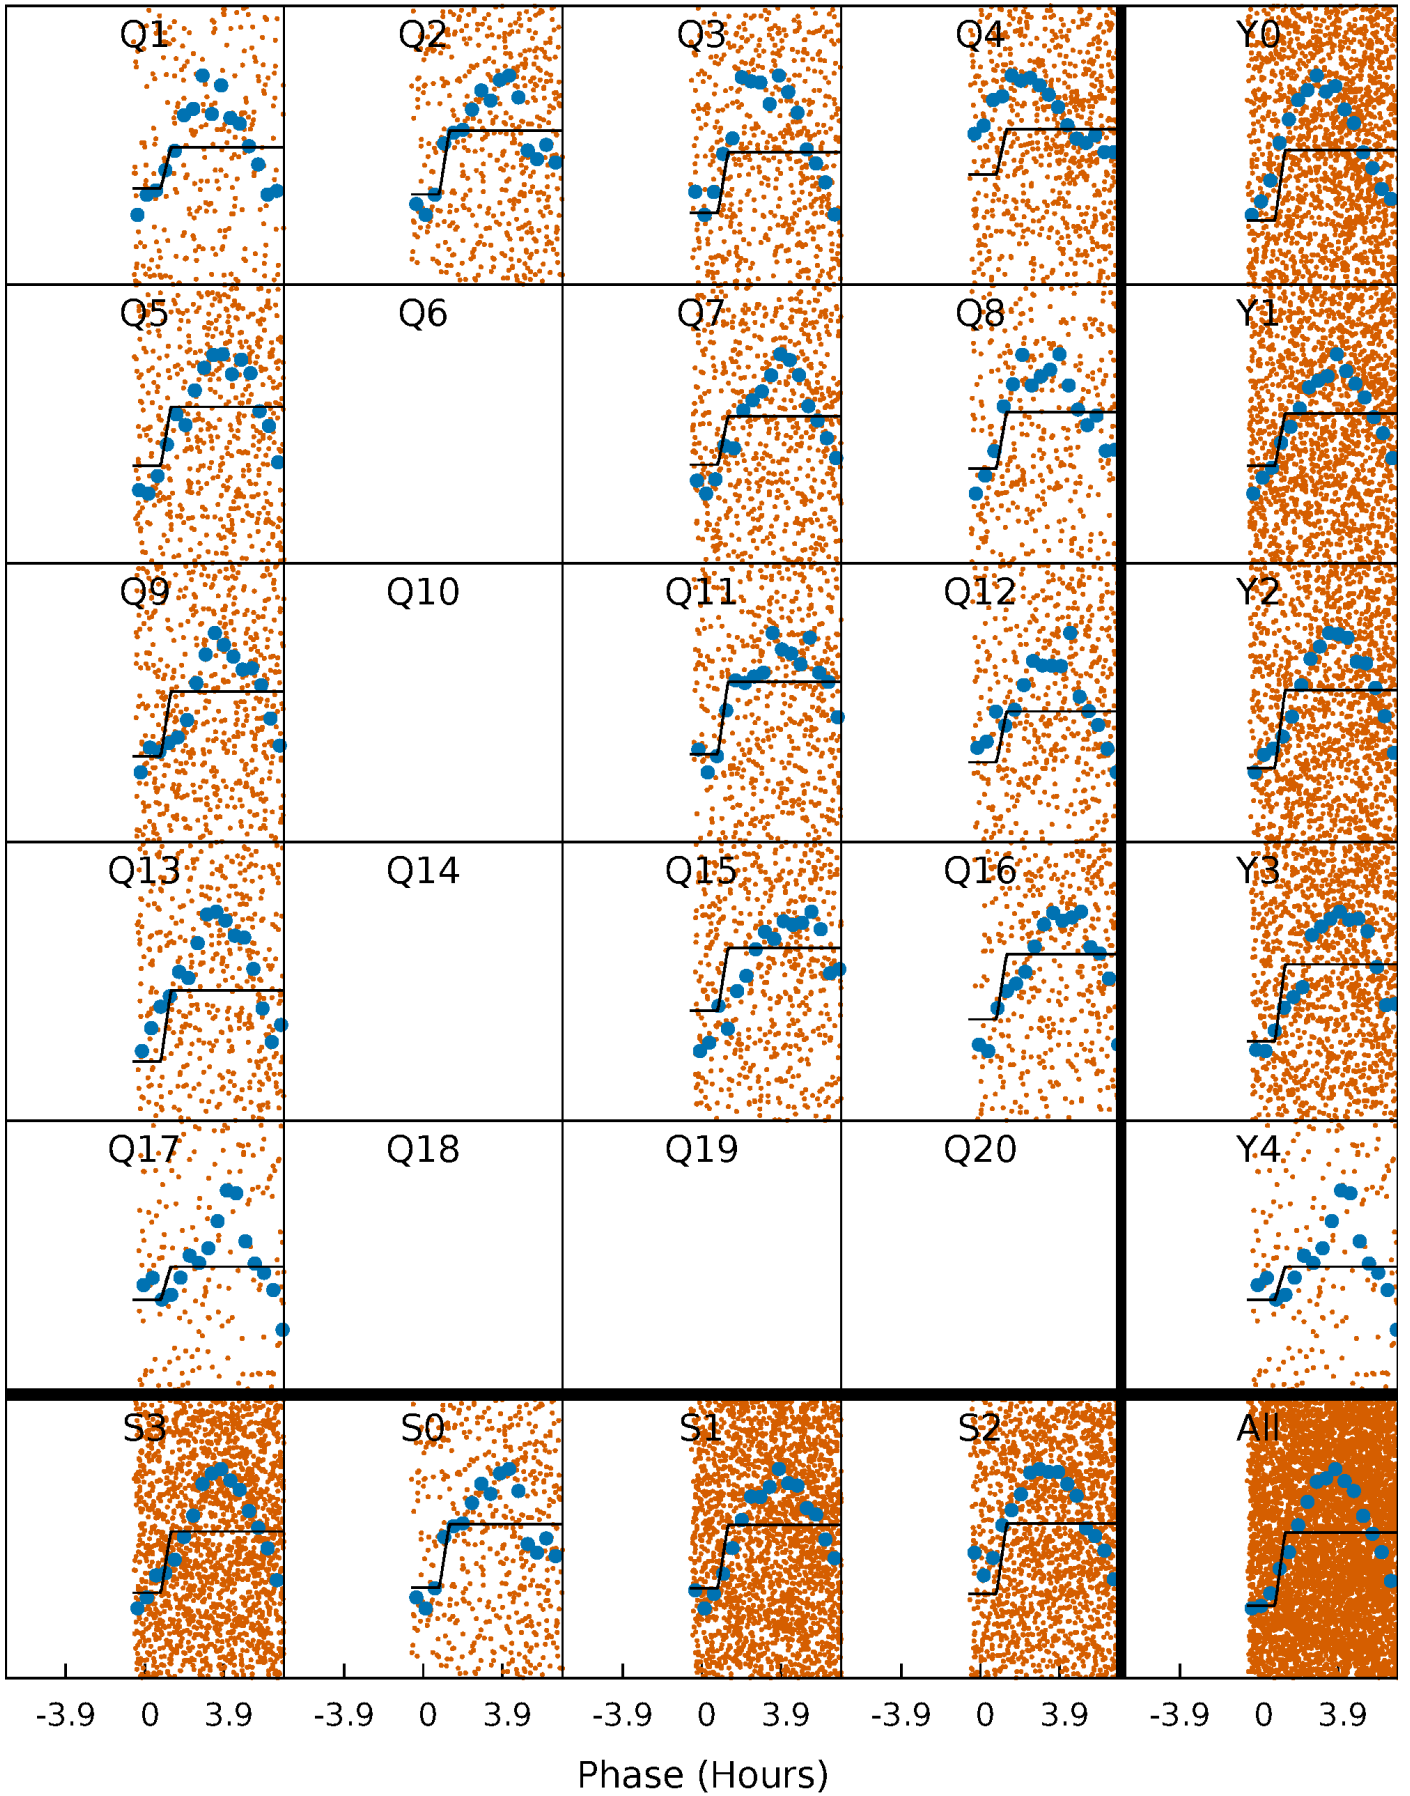 Q1 Q2 Q3 Q4 Y0
Q5 Q6 Q7 Q8 Y1
Q9 Q10 Q11 Q12 Y2
Q13 Q14 Q15 Q16 Y3
Q17 Q18 Q19 Q20 Y4
S3 S0 S1 S2 All
-3.9 0 3.9 -3.9 0 3.9 -3.9 0 3.9 -3.9 0 3.9 -3.9 0 3.9
Phase (Hours)